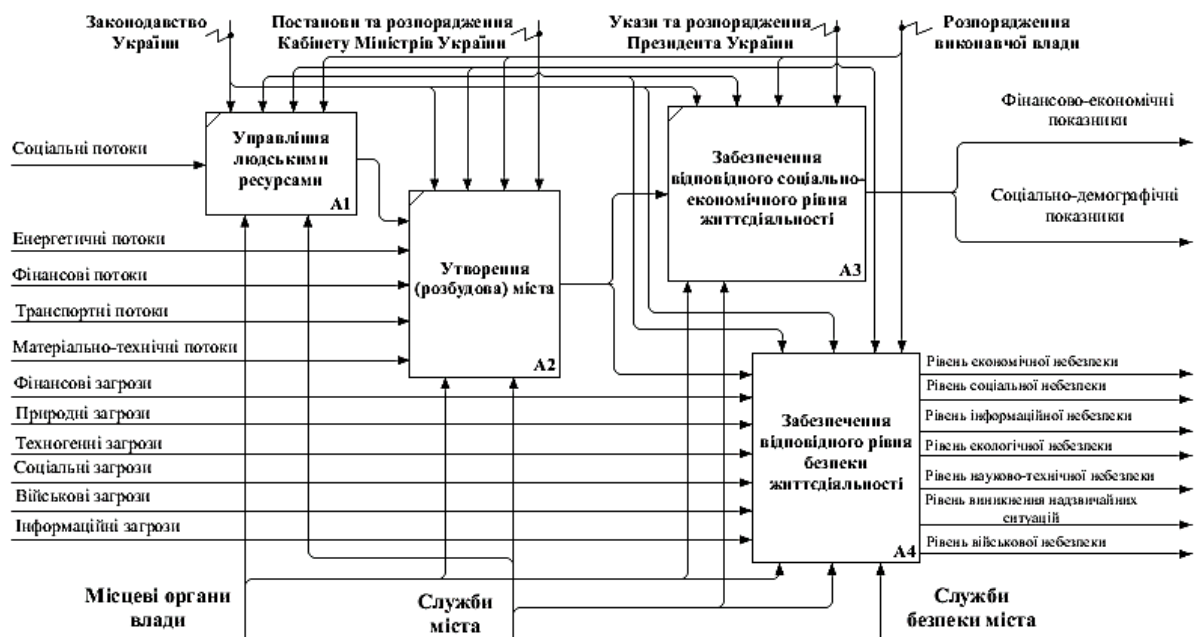 Законодавство
України
Постанови та розпорядження
Кабінету Міністрів України
Укази та розпорядження
Президента України
Розпорядження
виконавчої влади
Соціальні потоки
Управління
людськими
ресурсами
А1
Забезпечення
відповідного соціально-
економічного рівня
життєдіяльності
А3
Фінансово-економічні
показники
Соціально-демографічні
показники
Енергетичні потоки
Фінансові потоки
Транспортні потоки
Матеріально-технічні потоки
Утворення
(розбудова) міста
А2
Фінансові загрози
Природні загрози
Техногенні загрози
Соціальні загрози
Військові загрози
Інформаційні загрози
Забезпечення
відповідного рівня
безпеки
життєдіяльності
А4
Рівень економічної небезпеки
Рівень соціальної небезпеки
Рівень інформаційної небезпеки
Рівень екологічної небезпеки
Рівень науково-технічної небезпеки
Рівень виникнення надзвичайних
ситуацій
Рівень військової небезпеки
Місцеві органи
влади
Служби
міста
Служби
безпеки міста